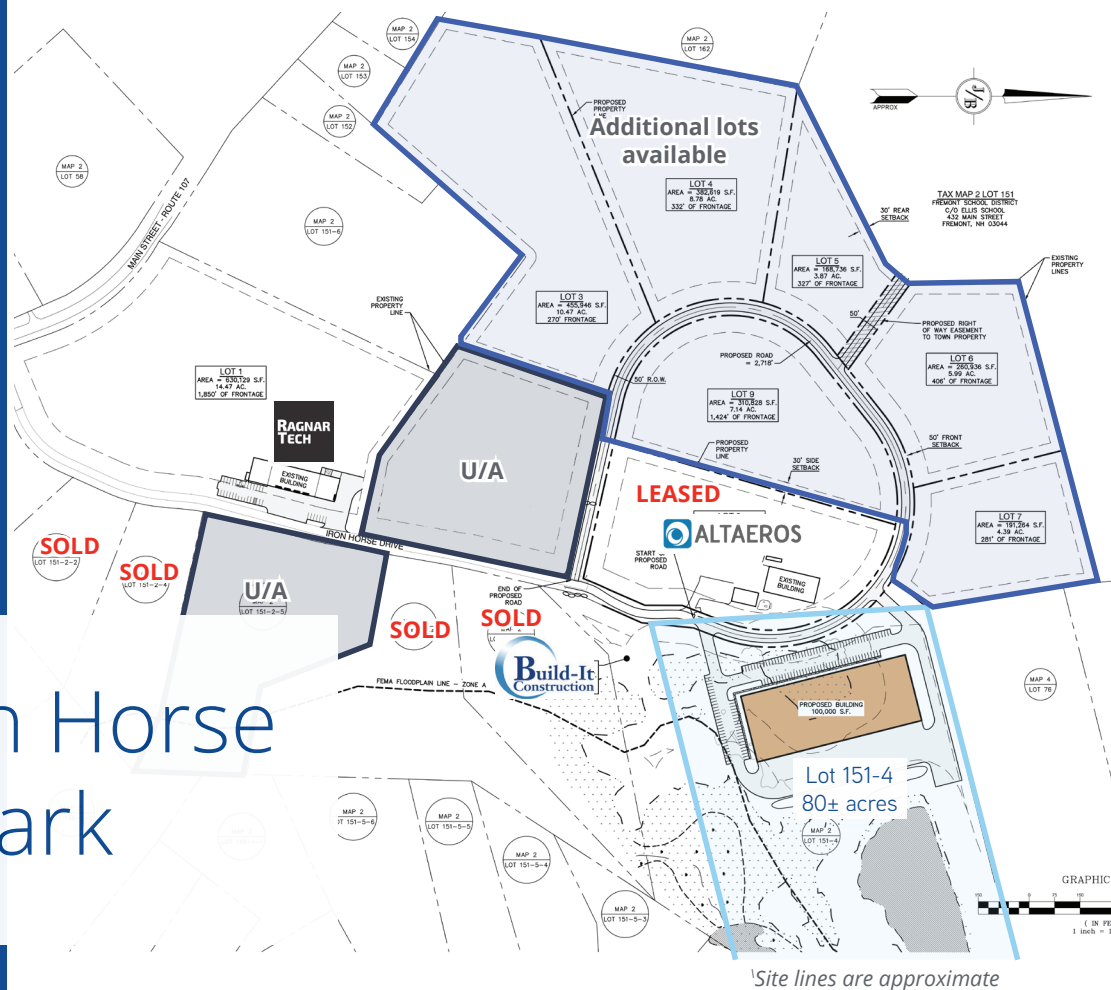 MAP 2
LOT 154
MAP 2
LOT 153
MAP 2
LOT 162
MAP 2
LOT 152
MAP 2
LOT 58
MAP 2
LOT 151-6
MAIN STREET - ROUTE 107
PROPOSED
PROPERTY
Additional lots
available
APPROX
J/B
LOT 4
AREA = 382,619 S.F.
8.78 AC.
332' OF FRONTAGE
TAX MAP 2 LOT 151
FREMONT SCHOOL DISTRICT
C/O ELLIS SCHOOL
432 MAIN STREET
FREMONT, NH 03044
30' REAR
SETBACK
EXISTING
PROPERTY
LINES
LOT 5
AREA = 168,736 S.F.
3.87 AC.
327' OF FRONTAGE
LOT 3
AREA = 455,946 S.F.
10.47 AC.
270' FRONTAGE
EXISTING
PROPERTY
LINE
50'
PROPOSED RIGHT
OF WAY EASEMENT
TO TOWN PROPERTY
PROPOSED ROAD
= 2,718'
LOT 6
AREA = 260,936 S.F.
5.99 AC.
406' OF FRONTAGE
LOT 1
AREA = 630,129 S.F.
14.47 AC.
1,850' OF FRONTAGE
50' R.O.W.
LOT 9
AREA = 310,828 S.F.
7.14 AC.
1,424' OF FRONTAGE
RAGNAR
TECH
EXISTING
BUILDING
U/A
PROPOSED
PROPERTY
LINE
30' SIDE
SETBACK
50' FRONT
SETBACK
LEASED
ALTAEROS
LOT 7
AREA = 191,264 S.F.
4.39 AC.
281' OF FRONTAGE
IRON HORSE DRIVE
START
PROPOSED
ROAD
EXISTING
BUILDING
SOLD
LOT 151-2-2
SOLD
LOT 151-2-4
U/A
LOT 151-2-5
END OF
PROPOSED
ROAD
SOLD
SOLD
Build-It
Construction
FEMA FLOODPLAIN LINE - ZONE A
MAP 4
LOT 76
PROPOSED BUILDING
100,000 S.F.
Lot 151-4
80± acres
MAP 2
LOT 151-4
n Horse
ark
MAP 2
OT 151-5-6
MAP 2
LOT 151-5-5
MAP 2
LOT 151-5-4
MAP 2
LOT 151-5-3
GRAPHIC
( IN FE
1 inch = 1
\Site lines are approximate